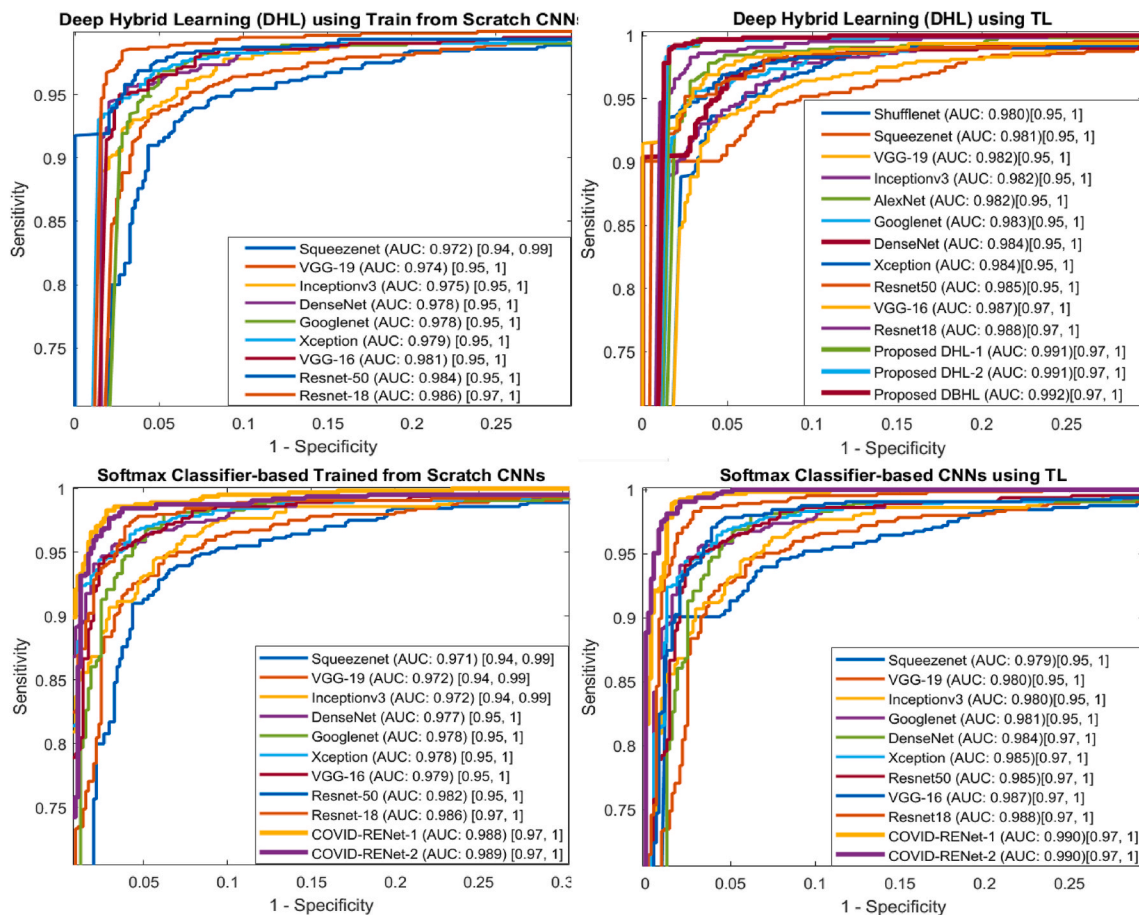 Deep Hybrid Learning (DHL) using Train from Scratch CNNs
Sensitivity
0.95
0.9
0.85
0.8
0.75
Squeezenet (AUC: 0.972) [0.94, 0.99]
VGG-19 (AUC: 0.974) [0.95, 1]
Inceptionv3 (AUC: 0.975) [0.95, 1]
DenseNet (AUC: 0.978) [0.95, 1]
Googlenet (AUC: 0.978) [0.95, 1]
Xception (AUC: 0.979) [0.95, 1]
VGG-16 (AUC: 0.981) [0.95, 1]
Resnet-50 (AUC: 0.984) [0.95, 1]
Resnet-18 (AUC: 0.986) [0.97, 1]
0 0.05 0.1 0.15 0.2 0.25
1 - Specificity
Deep Hybrid Learning (DHL) using TL
Sensitivity
1
0.95
0.9
0.85
0.8
0.75
Shufflenet (AUC: 0.980)[0.95, 1]
Squeezenet (AUC: 0.981)[0.95, 1]
VGG-19 (AUC: 0.982)[0.95, 1]
Inceptionv3 (AUC: 0.982)[0.95, 1]
AlexNet (AUC: 0.982)[0.95, 1]
Googlenet (AUC: 0.983)[0.95, 1]
DenseNet (AUC: 0.984)[0.95, 1]
Xception (AUC: 0.984)[0.95, 1]
Resnet50 (AUC: 0.985)[0.95, 1]
VGG-16 (AUC: 0.987)[0.97, 1]
Resnet18 (AUC: 0.988)[0.97, 1]
Proposed DHL-1 (AUC: 0.991)[0.97, 1]
Proposed DHL-2 (AUC: 0.991)[0.97, 1]
Proposed DBHL (AUC: 0.992)[0.97, 1]
0 0.05 0.1 0.15 0.2 0.25
1 - Specificity
Softmax Classifier-based Trained from Scratch CNNs
Sensitivity
1
0.95
0.9
0.85
0.8
0.75
Squeezenet (AUC: 0.971) [0.94, 0.99]
VGG-19 (AUC: 0.972) [0.94, 0.99]
Inceptionv3 (AUC: 0.972) [0.94, 0.99]
DenseNet (AUC: 0.977) [0.95, 1]
Googlenet (AUC: 0.978) [0.95, 1]
Xception (AUC: 0.978) [0.95, 1]
VGG-16 (AUC: 0.979) [0.95, 1]
Resnet-50 (AUC: 0.982) [0.95, 1]
Resnet-18 (AUC: 0.986) [0.97, 1]
COVID-RENet-1 (AUC: 0.988) [0.97, 1]
COVID-RENet-2 (AUC: 0.989) [0.97, 1]
0.05 0.1 0.15 0.2 0.25 0.3
1 - Specificity
Softmax Classifier-based CNNs using TL
Sensitivity
1
0.95
0.9
0.85
0.8
0.75
Squeezenet (AUC: 0.979)[0.95, 1]
VGG-19 (AUC: 0.980)[0.95, 1]
Inceptionv3 (AUC: 0.980)[0.95, 1]
Googlenet (AUC: 0.981)[0.95, 1]
DenseNet (AUC: 0.984)[0.97, 1]
Xception (AUC: 0.985)[0.97, 1]
Resnet50 (AUC: 0.985)[0.97, 1]
VGG-16 (AUC: 0.987)[0.97, 1]
Resnet18 (AUC: 0.988)[0.97, 1]
COVID-RENet-1 (AUC: 0.990)[0.97, 1]
COVID-RENet-2 (AUC: 0.990)[0.97, 1]
0 0.05 0.1 0.15 0.2 0.25
1 - Specificity